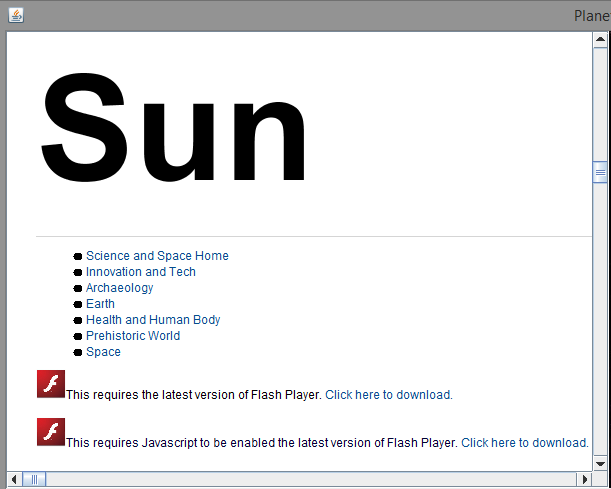 Plane
Sun
Science and Space Home
Innovation and Tech
Archaeology
Earth
Health and Human Body
Prehistoric World
Space
This requires the latest version of Flash Player. Click here to download.
This requires Javascript to be enabled the latest version of Flash Player. Click here to download.